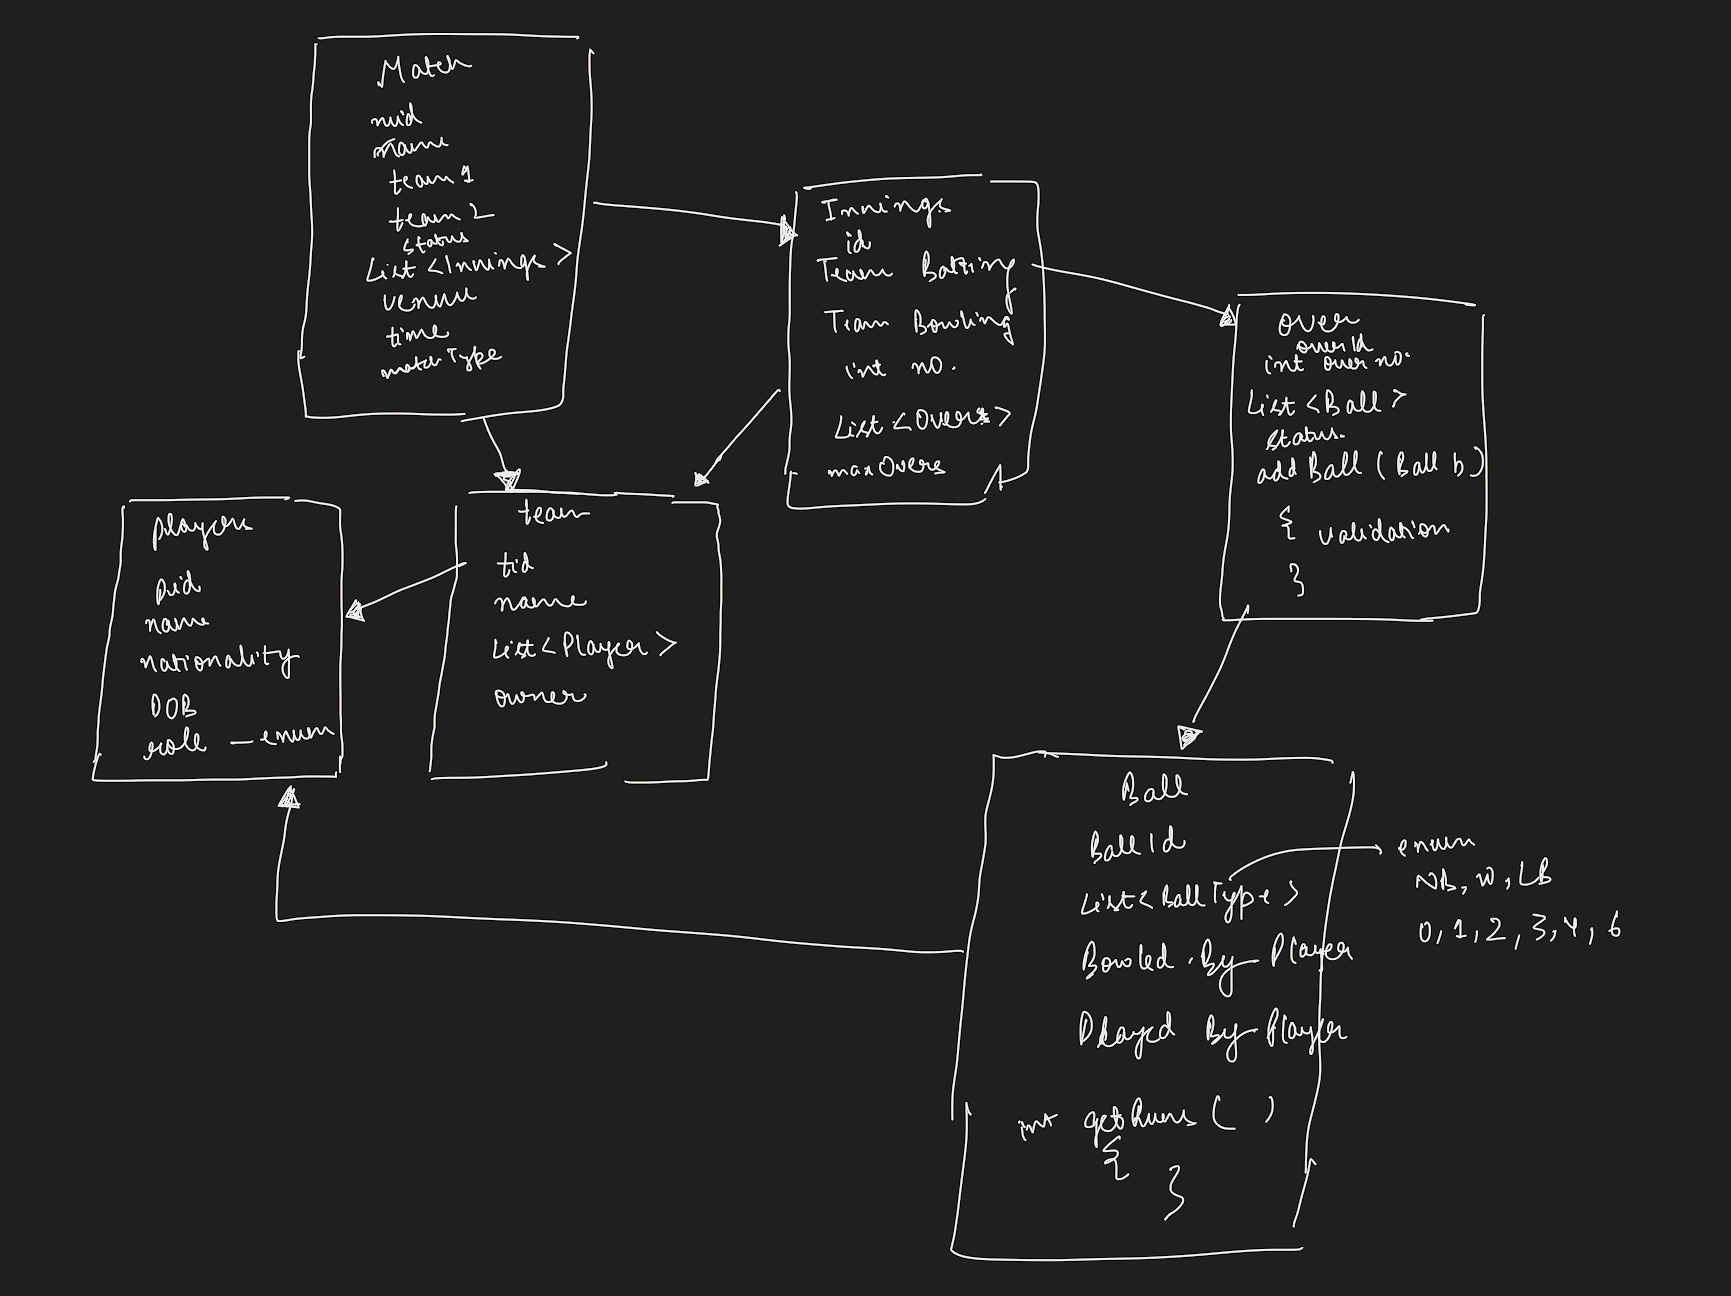 Match
mid
name
team 1
team 2
status
List <Innings>
venue
time
match Type
Innings
id
Team Batting
Team Bowling
int no.
List <Overs>
maxOvers
over
overId
int over no.
List <Ball>
status.
add Ball ( Ball b )
{ validation
}
players
pid
name
nationality
DOB
role — enum
team
tid
name
List <Player>
owner
Ball
Ball Id
List < Ball Type >
enum
NB, W, LB
0, 1, 2, 3, 4, 6
Bowled By Player
Played By Player
int getRuns ( )
{
}